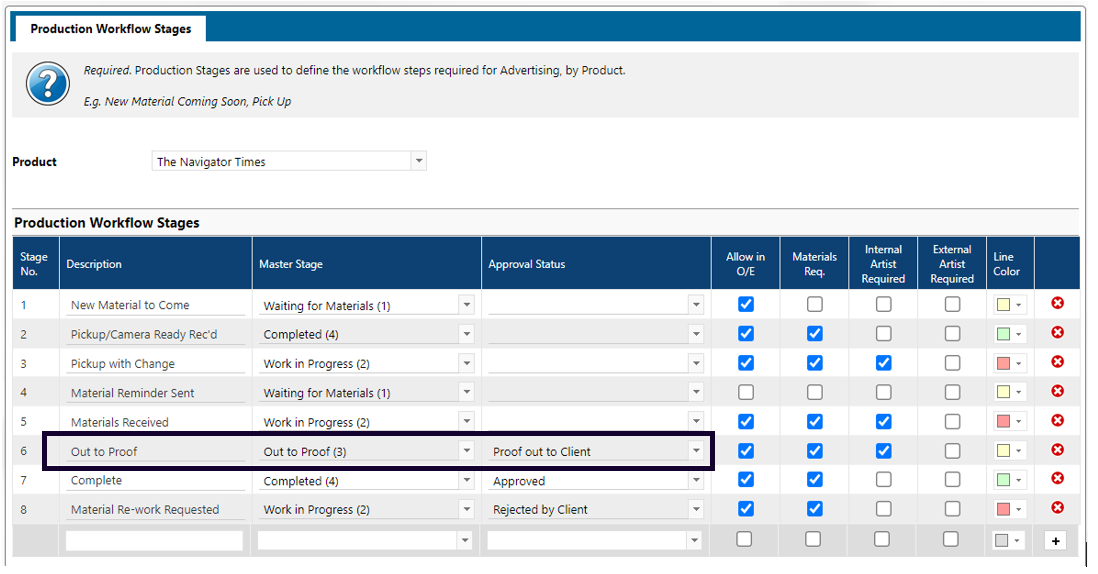 Production Workflow Stages
Required. Production Stages are used to define the workflow steps required for Advertising, by Product.
E.g. New Material Coming Soon, Pick Up
Product The Navigator Times
Production Workflow Stages
Stage No. Description Master Stage Approval Status Allow in O/E Materials Req. Internal Artist Required External Artist Required Line Color
1 New Material to Come Waiting for Materials (1)
2 Pickup/Camera Ready Rec'd Completed (4)
3 Pickup with Change Work in Progress (2)
4 Material Reminder Sent Waiting for Materials (1)
5 Materials Received Work in Progress (2)
6 Out to Proof Out to Proof (3) Proof out to Client
7 Complete Completed (4) Approved
8 Material Re-work Requested Work in Progress (2) Rejected by Client